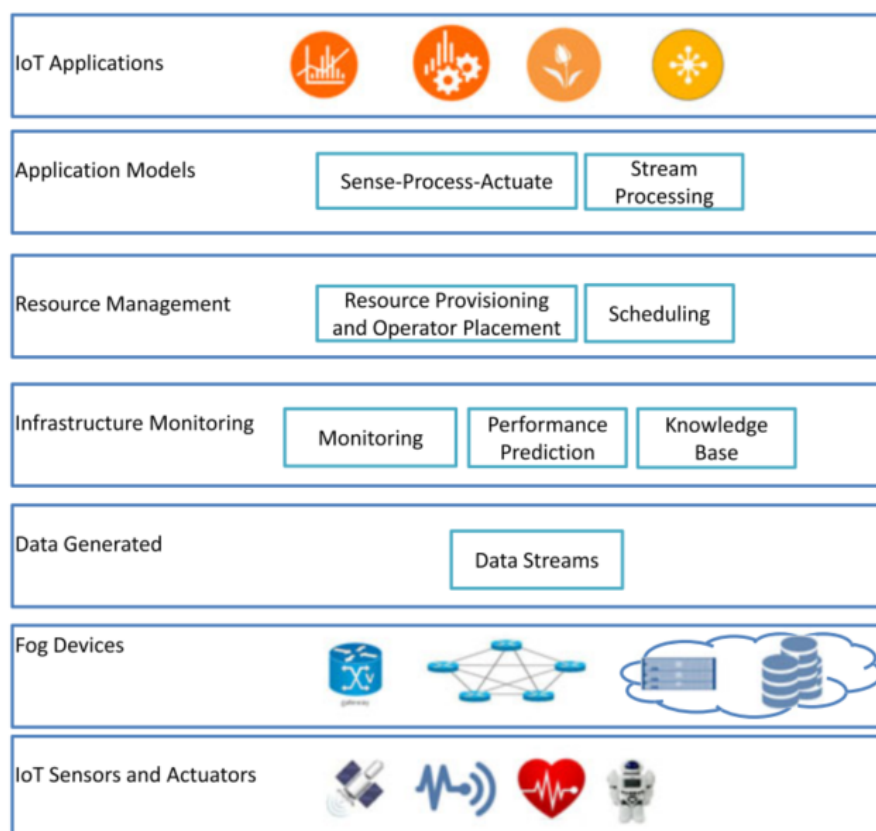 IoT Applications
Application Models
Sense-Process-Actuate
Stream
Processing
Resource Management
Resource Provisioning
and Operator Placement
Scheduling
Infrastructure Monitoring
Monitoring
Performance
Prediction
Knowledge
Base
Data Generated
Data Streams
Fog Devices
V
gateway
IoT Sensors and Actuators